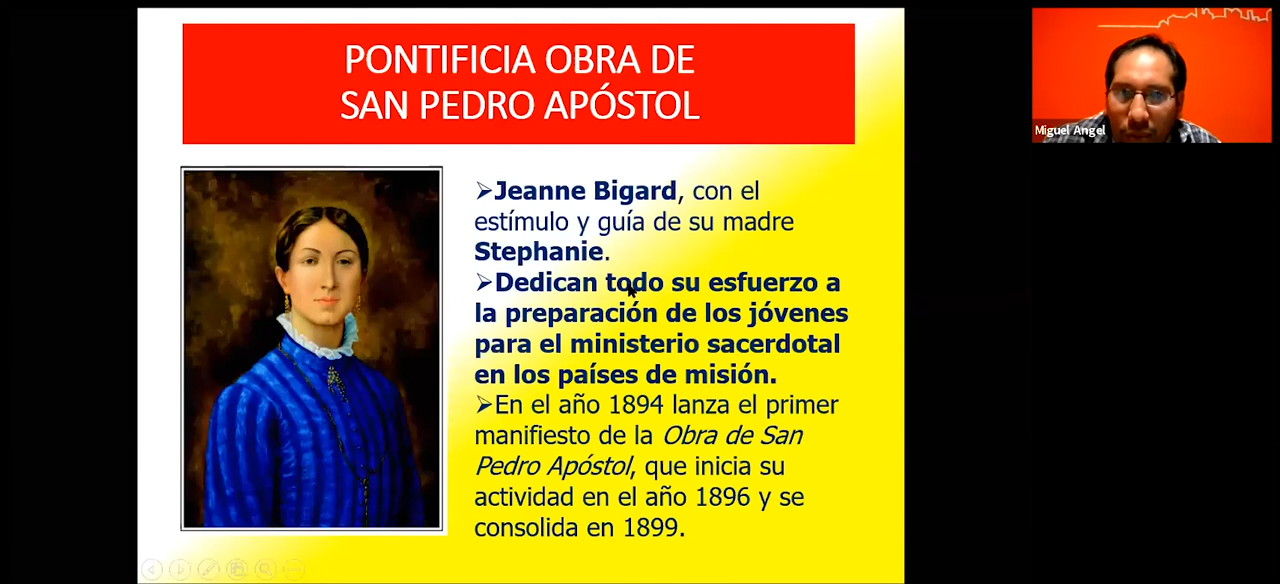 PONTIFICIA OBRA DE
SAN PEDRO APÓSTOL
➢Jeanne Bigard, con el
estímulo y guía de su madre
Stephanie.
➢Dedican todo su esfuerzo a
la preparación de los jóvenes
para el ministerio sacerdotal
en los países de misión.
➢En el año 1894 lanza el primer
manifiesto de la Obra de San
Pedro Apóstol, que inicia su
actividad en el año 1896 y se
consolida en 1899.
Miguel Angel